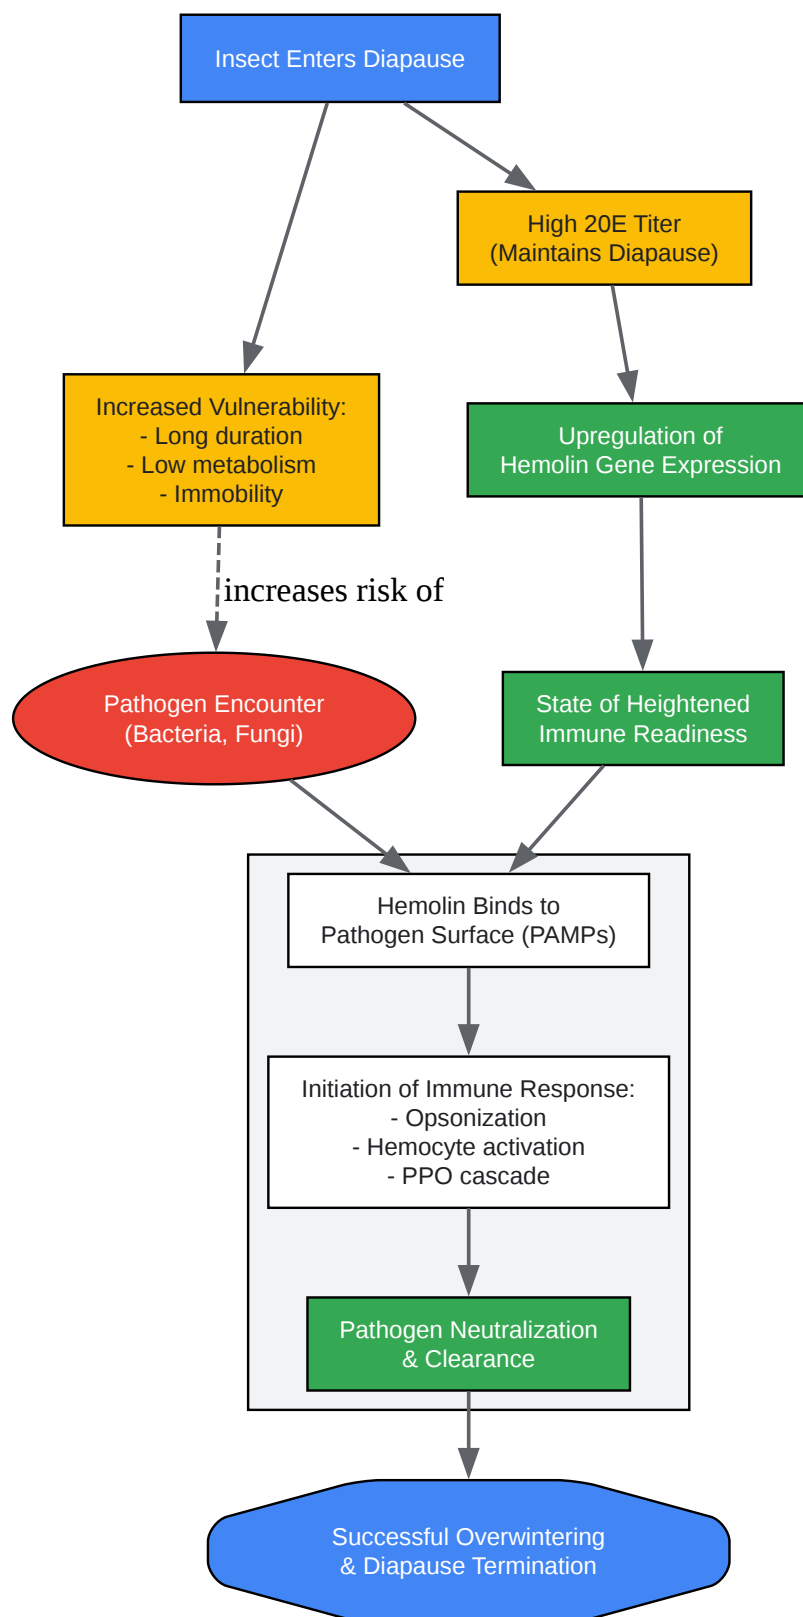 Insect Enters Diapause
High 20E Titer
(Maintains Diapause)
Increased Vulnerability:
- Long duration
- Low metabolism
- Immobility
Upregulation of
Hemolin Gene Expression
increases risk of
Pathogen Encounter
(Bacteria, Fungi)
State of Heightened
Immune Readiness
Hemolin Binds to
Pathogen Surface (PAMPs)
Initiation of Immune Response:
- Opsonization
- Hemocyte activation
- PPO cascade
Pathogen Neutralization
& Clearance
Successful Overwintering
& Diapause Termination